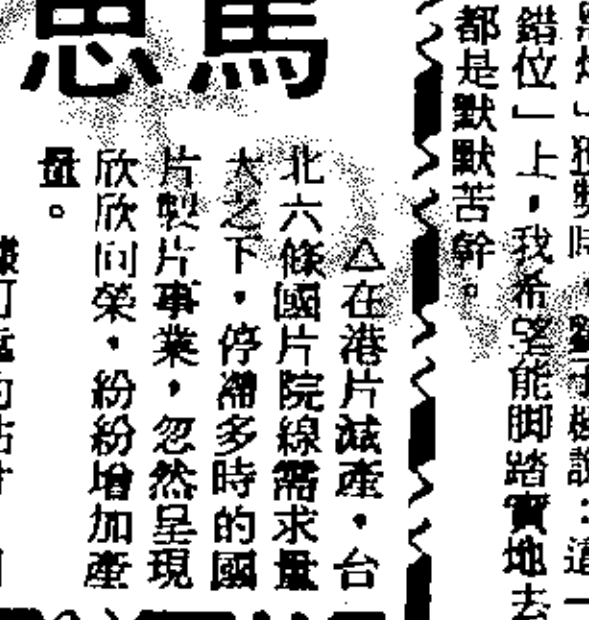 錯位」上，我希望能脚踏實地去
都是默默苦幹。
馬
思
△在港片減產，台
北六條國片院線需求量
大之下，停滯多時的國
片製片事業，忽然呈現
欣欣向榮，紛紛增加產
量。